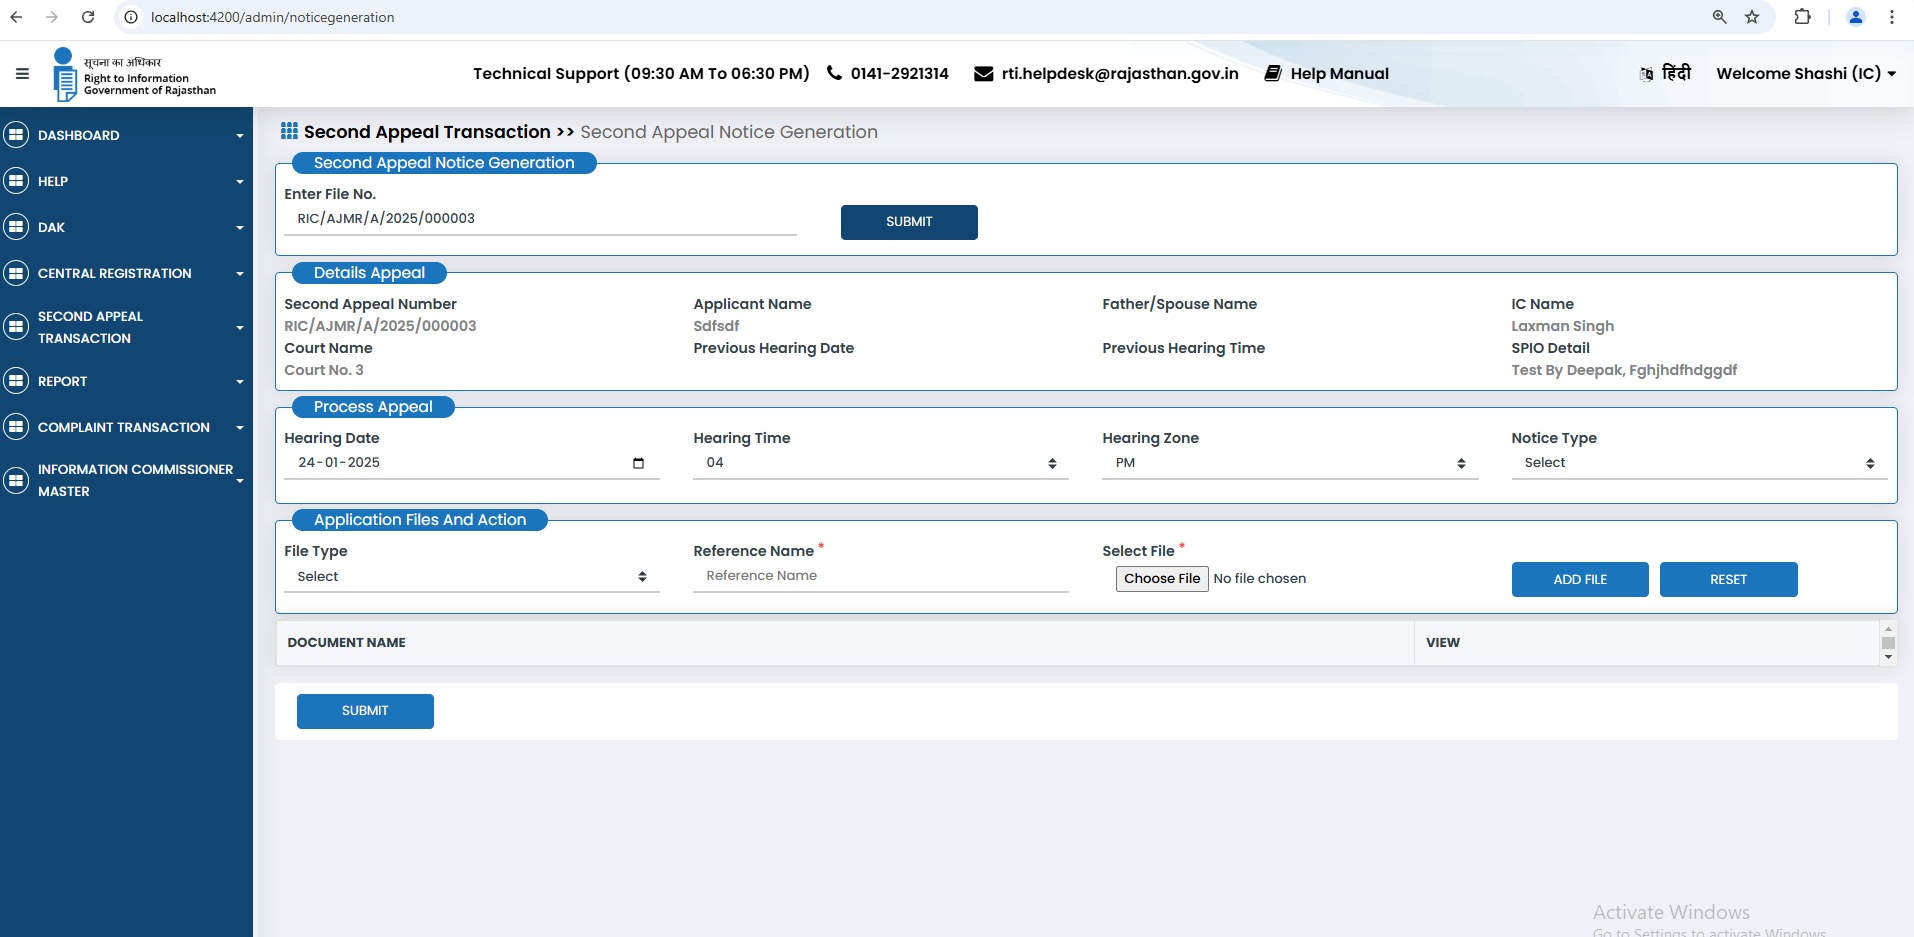 localhost:4200/admin/noticegeneration
सूचना का अधिकार
Right to Information
Government of Rajasthan
Technical Support (09:30 AM To 06:30 PM) 0141-2921314 rti.helpdesk@rajasthan.gov.in Help Manual
हिंदी Welcome Shashi (IC)
DASHBOARD
HELP
DAK
CENTRAL REGISTRATION
SECOND APPEAL
TRANSACTION
REPORT
COMPLAINT TRANSACTION
INFORMATION COMMISSIONER
MASTER
Second Appeal Transaction >> Second Appeal Notice Generation
Second Appeal Notice Generation
Enter File No.
RIC/AJMR/A/2025/000003
SUBMIT
Details Appeal
Second Appeal Number Applicant Name Father/Spouse Name IC Name
RIC/AJMR/A/2025/000003 Sdfsdf Laxman Singh
Court Name Previous Hearing Date Previous Hearing Time SPIO Detail
Court No. 3 Test By Deepak, Fghjhdfhdggdf
Process Appeal
Hearing Date Hearing Time Hearing Zone Notice Type
24-01-2025 04 PM Select
Application Files And Action
File Type Reference Name * Select File *
Select Reference Name Choose File No file chosen ADD FILE RESET
DOCUMENT NAME VIEW
SUBMIT
Activate Windows
Go to Settings to activate Windows.